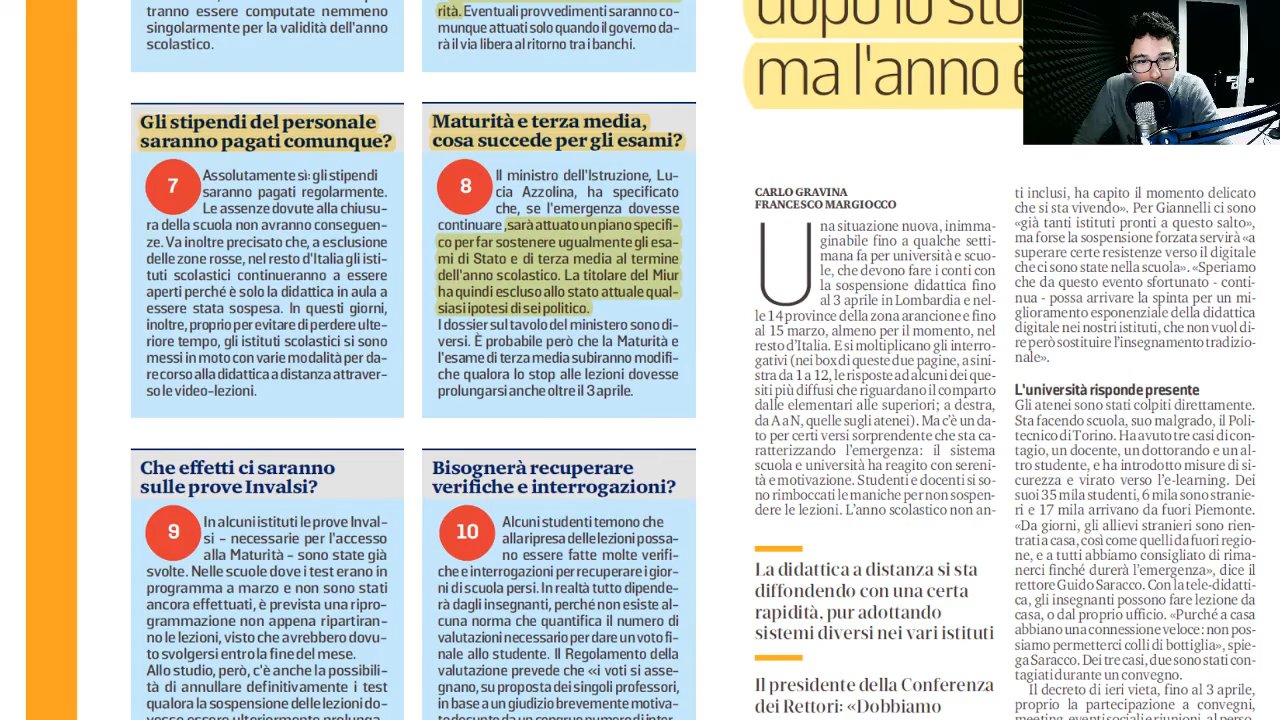 tranno essere computate nemmeno
singolarmente per la validità dell'anno
scolastico.
rità. Eventuali provvedimenti saranno co-
munque attuati solo quando il governo da-
rà il via libera al ritorno tra i banchi.
Gli stipendi del personale
saranno pagati comunque?
7
Assolutamente sì: gli stipendi
saranno pagati regolarmente.
Le assenze dovute alla chiusu-
ra della scuola non avranno conseguen-
ze. Va inoltre precisato che, a esclusione
delle zone rosse, nel resto d'Italia gli isti-
tuti scolastici continueranno a essere
aperti perché è solo la didattica in aula a
essere stata sospesa. In questi giorni,
inoltre, proprio per evitare di perdere ulte-
riore tempo, gli istituti scolastici si sono
messi in moto con varie modalità per da-
re corso alla didattica a distanza attraver-
so le video-lezioni.
Maturità e terza media,
cosa succede per gli esami?
8
Il ministro dell'Istruzione, Lu-
cia Azzolina, ha specificato
che, se l'emergenza dovesse
continuare, sarà attuato un piano specifi-
co per far sostenere ugualmente gli esa-
mi di Stato e di terza media al termine
dell'anno scolastico. La titolare del Miur
ha quindi escluso allo stato attuale qual-
siasi ipotesi di sei politico.
I dossier sul tavolo del ministero sono di-
versi. È probabile però che la Maturità e
l'esame di terza media subiranno modifi-
che qualora lo stop alle lezioni dovesse
prolungarsi anche oltre il 3 aprile.
Che effetti ci saranno
sulle prove Invalsi?
9
In alcuni istituti le prove Inval-
si – necessarie per l'accesso
alla Maturità – sono state già
svolte. Nelle scuole dove i test erano in
programma a marzo e non sono stati
ancora effettuati, è prevista una ripro-
grammazione non appena ripartiran-
no le lezioni, visto che avrebbero dovu-
to svolgersi entro la fine del mese.
Allo studio, però, c'è anche la possibili-
tà di annullare definitivamente i test
qualora la sospensione delle lezioni do-
vesse essere ulteriormente prolunga-
Bisognerà recuperare
verifiche e interrogazioni?
10
Alcuni studenti temono che
alla ripresa delle lezioni possa-
no essere fatte molte verifi-
che e interrogazioni per recuperare i gior-
ni di scuola persi. In realtà tutto dipende-
rà dagli insegnanti, perché non esiste al-
cuna norma che quantifica il numero di
valutazioni necessario per dare un voto fi-
nale allo studente. Il Regolamento della
valutazione prevede che «i voti si asse-
gnano, su proposta dei singoli professori,
in base a un giudizio brevemente motiva-
to desunto da un congruo numero di inter-
dopo lo sto
ma l'anno è
CARLO GRAVINA
FRANCESCO MARGIOCCO
Una situazione nuova, inimma-
ginabile fino a qualche setti-
mana fa per università e scuo-
le, che devono fare i conti con
la sospensione didattica fino
al 3 aprile in Lombardia e nel-
le 14 province della zona arancione e fino
al 15 marzo, almeno per il momento, nel
resto d'Italia. E si moltiplicano gli interro-
gativi (nei box di queste due pagine, a sini-
stra da 1 a 12, le risposte ad alcuni dei que-
siti più diffusi che riguardano il comparto
dalle elementari alle superiori; a destra,
da A a N, quelle sugli atenei). Ma c'è un da-
to per certi versi sorprendente che sta ca-
ratterizzando l'emergenza: il sistema
scuola e università ha reagito con sereni-
tà e motivazione. Studenti e docenti si so-
no rimboccati le maniche per non sospen-
dere le lezioni. L'anno scolastico non an-
La didattica a distanza si sta
diffondendo con una certa
rapidità, pur adottando
sistemi diversi nei vari istituti
Il presidente della Conferenza
dei Rettori: «Dobbiamo
ti inclusi, ha capito il momento delicato
che si sta vivendo». Per Giannelli ci sono
«già tanti istituti pronti a questo salto»,
ma forse la sospensione forzata servirà «a
superare certe resistenze verso il digitale
che ci sono state nella scuola». «Speriamo
che da questo evento sfortunato - conti-
nua - possa arrivare la spinta per un mi-
glioramento esponenziale della didattica
digitale nei nostri istituti, che non vuol di-
re però sostituire l'insegnamento tradizio-
nale».
L'università risponde presente
Gli atenei sono stati colpiti direttamente.
Sta facendo scuola, suo malgrado, il Poli-
tecnico di Torino. Ha avuto tre casi di con-
tagio, un docente, un dottorando e un al-
tro studente, e ha introdotto misure di si-
curezza e virato verso l'e-learning. Dei
suoi 35 mila studenti, 6 mila sono stranie-
ri e 17 mila arrivano da fuori Piemonte.
«Da giorni, gli allievi stranieri sono rien-
trati a casa, così come quelli da fuori regio-
ne, e a tutti abbiamo consigliato di rima-
nerci finché durerà l'emergenza», dice il
rettore Guido Saracco. Con la tele-didatti-
ca, gli insegnanti possono fare lezione da
casa, o dal proprio ufficio. «Purché a casa
abbiano una connessione veloce: non pos-
siamo permetterci colli di bottiglia», spie-
ga Saracco. Dei tre casi, due sono stati con-
tagiati durante un convegno.
Il decreto di ieri vieta, fino al 3 aprile,
proprio la partecipazione a convegni,
meeting, eventi sociali e riunioni, al perso-